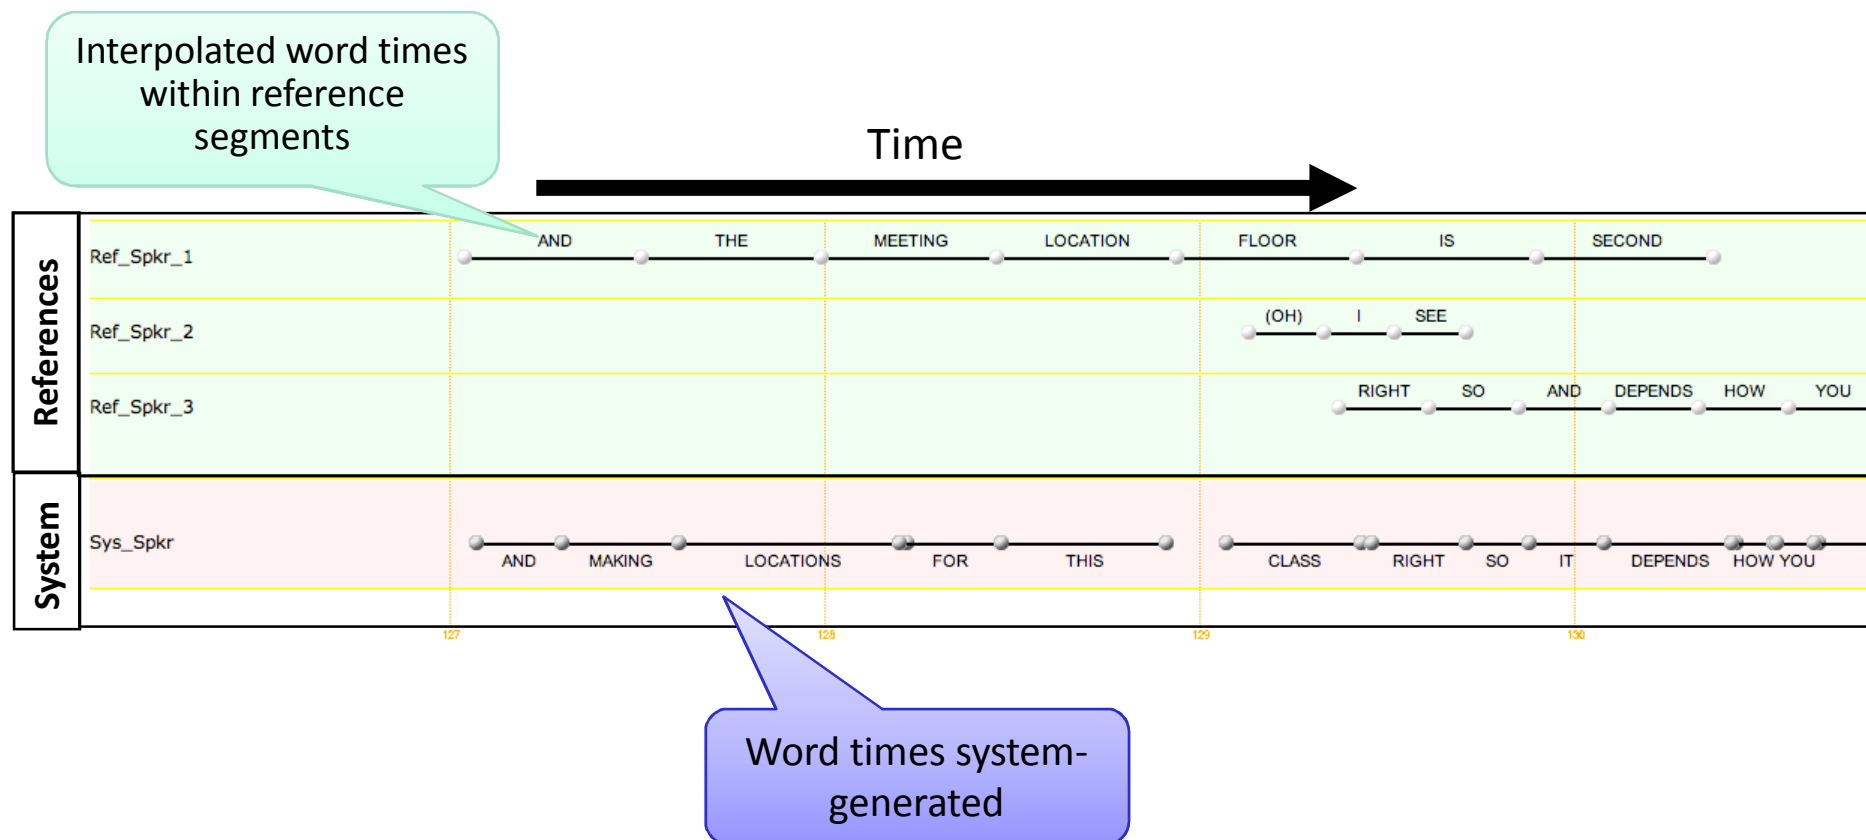 Interpolated word times
within reference
segments
Time
References
Ref_Spkr_1
AND THE MEETING LOCATION FLOOR IS SECOND
Ref_Spkr_2
(OH) I SEE
Ref_Spkr_3
RIGHT SO AND DEPENDS HOW YOU
System
Sys_Spkr
AND MAKING LOCATIONS FOR THIS CLASS RIGHT SO IT DEPENDS HOW YOU
127 128 129 130
Word times system-
generated